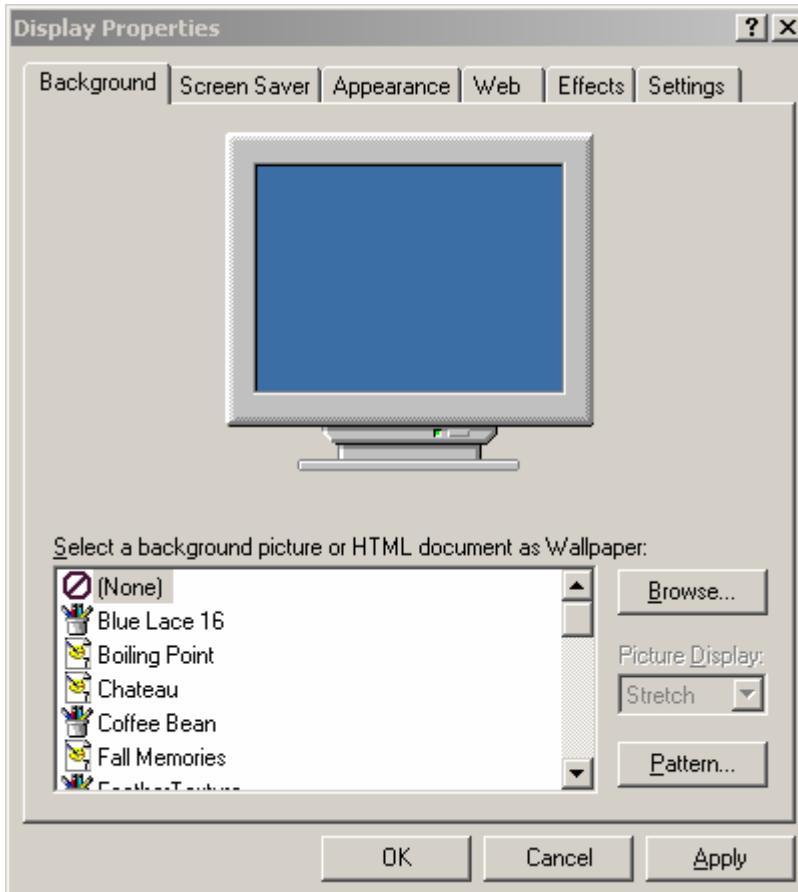 Display Properties
Background Screen Saver Appearance Web Effects Settings
Select a background picture or HTML document as Wallpaper:
(None)
Blue Lace 16
Boiling Point
Chateau
Coffee Bean
Fall Memories
Browse...
Picture Display:
Stretch
Pattern...
OK Cancel Apply